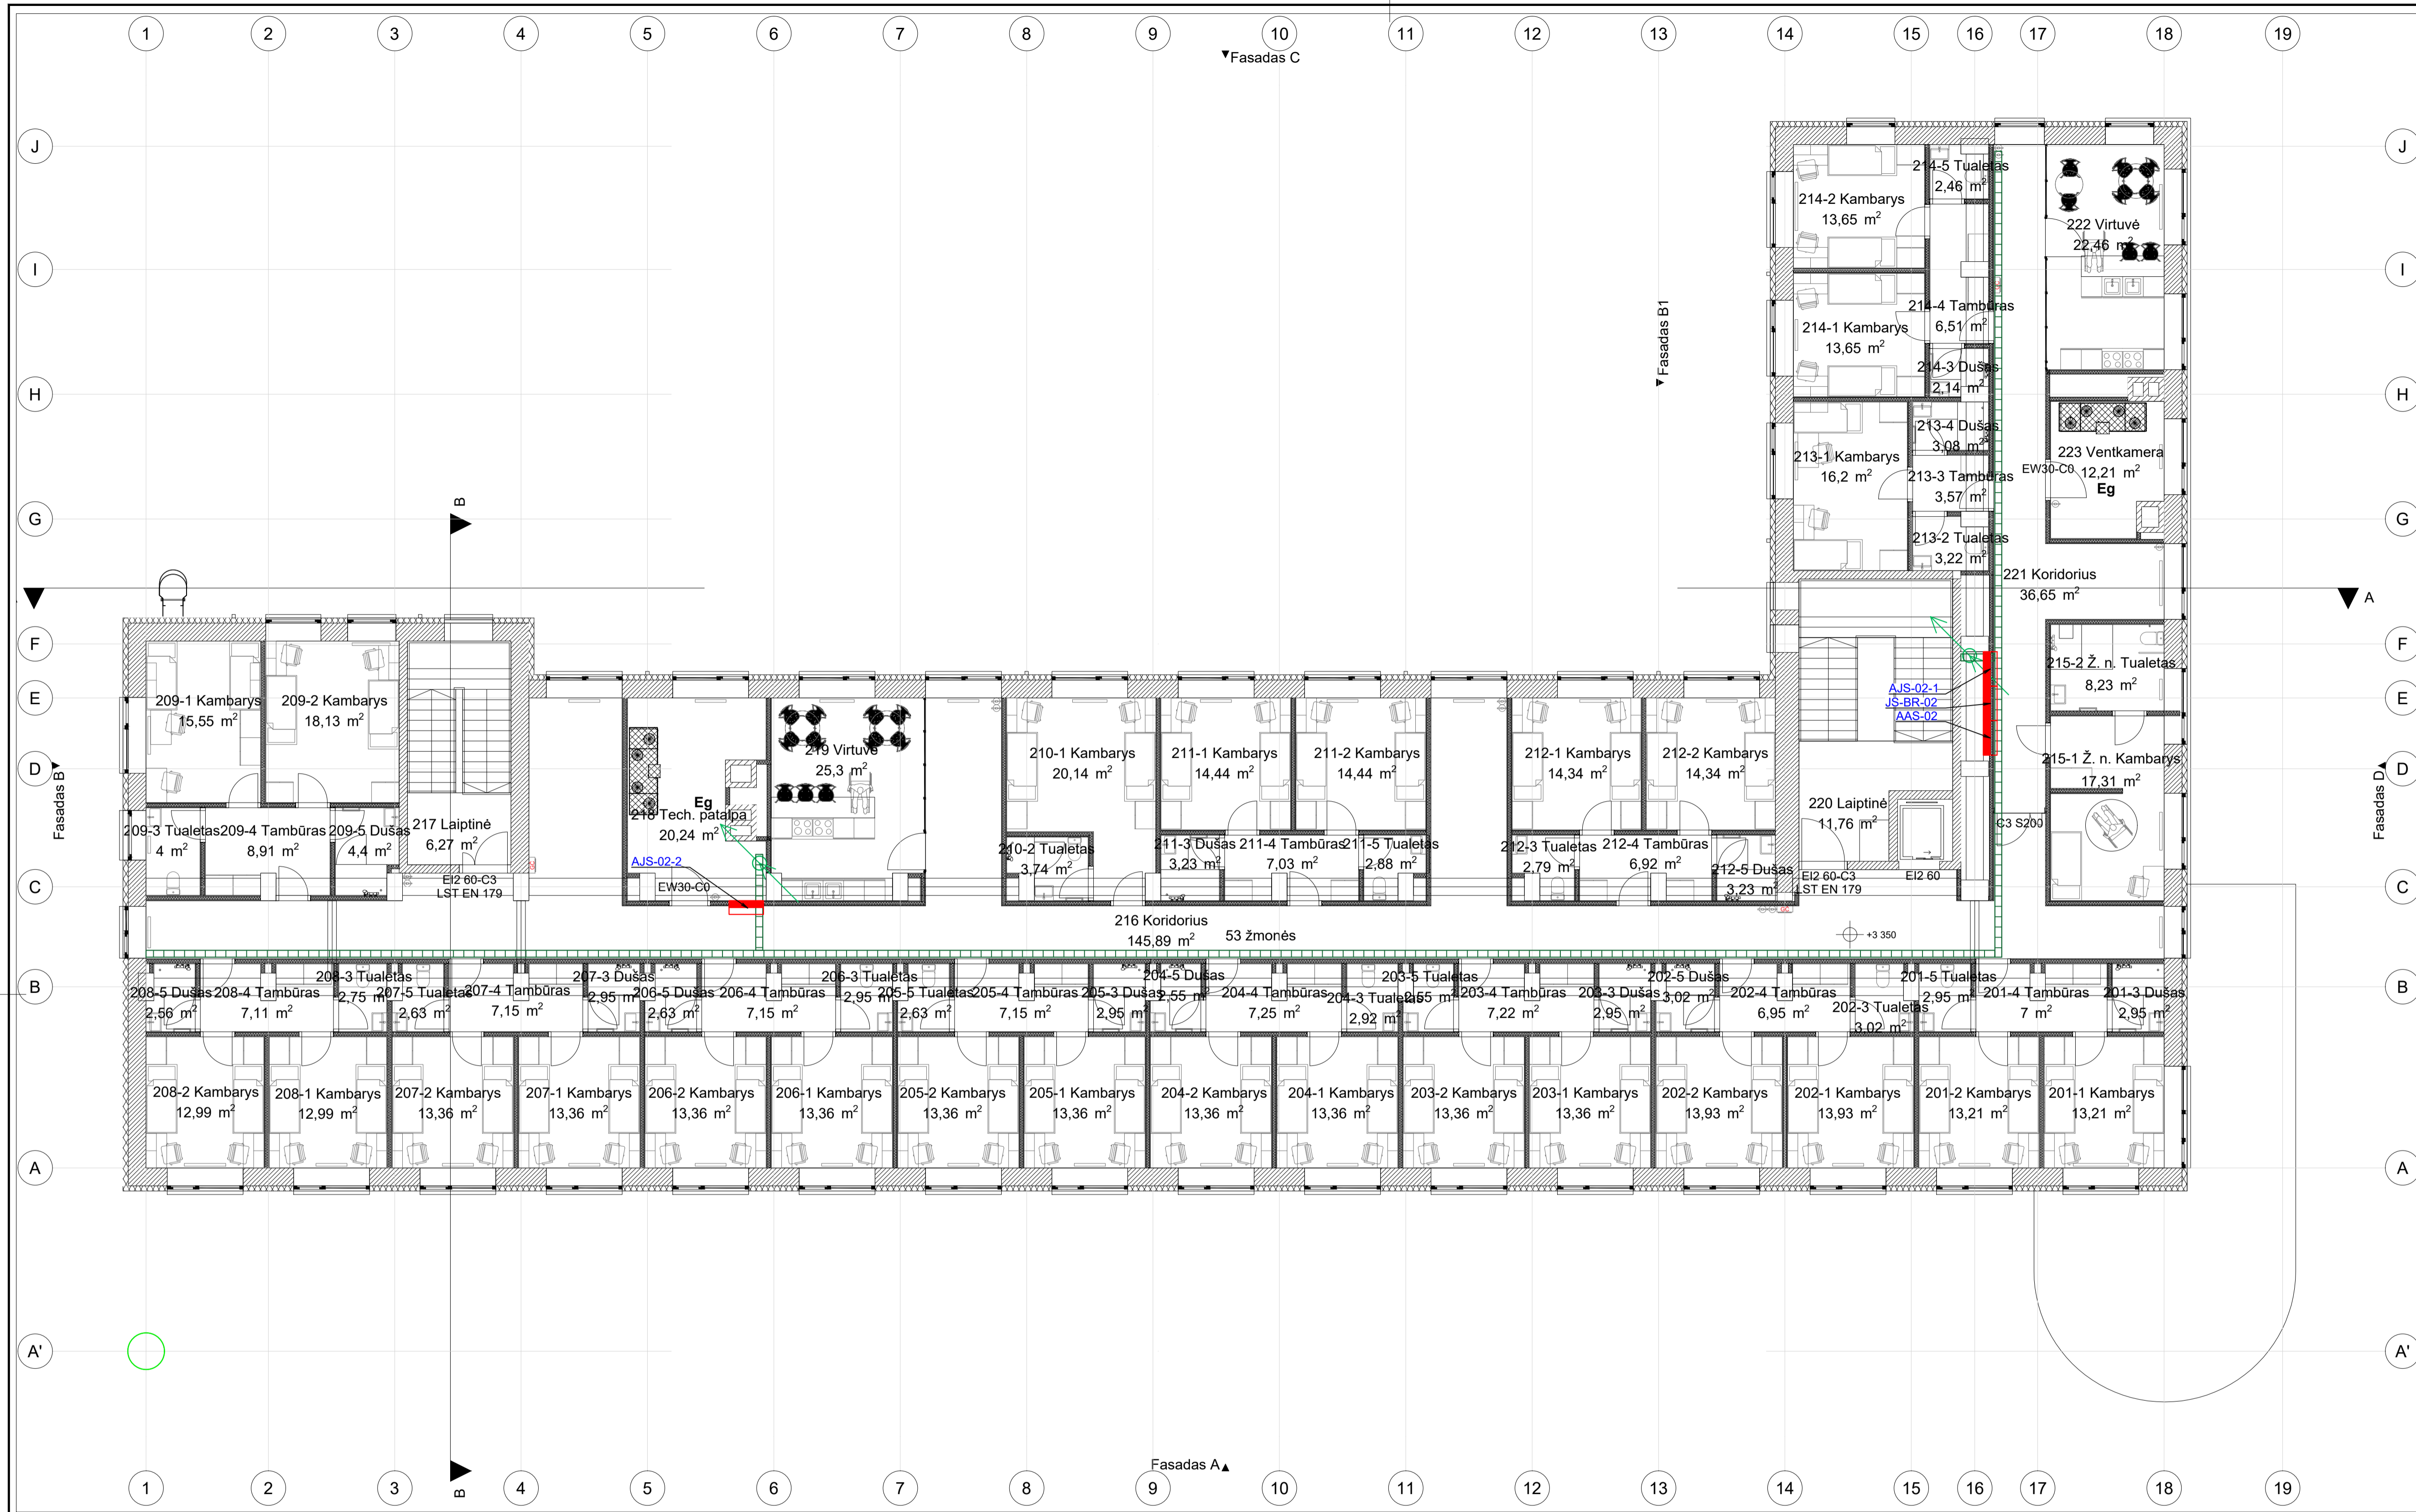 1 2 3 4 5 6 7 8 9 10 11 12 13 14 15 16 17 18 19
Fasadas C
J J
214-5 Tualetas
2,46 m²
214-2 Kambarys
13,65 m²
222 Virtuvė
22,46 m²
I I
214-4 Tambūras
6,51 m²
214-1 Kambarys
13,65 m²
Fasadas B1
214-3 Dušas
2,14 m²
H H
213-4 Dušas
3,08 m²
213-1 Kambarys
16,2 m²
223 Ventkamera
12,21 m²
Eg
EW30-C0
213-3 Tambūras
3,57 m²
B
G G
213-2 Tualetas
3,22 m²
221 Koridorius
36,65 m²
A
F F
215-2 Ž. n. Tualetas
8,23 m²
E E
209-1 Kambarys
15,55 m²
209-2 Kambarys
18,13 m²
AJS-02-1
JS-BR-02
AAS-02
219 Virtuvė
25,3 m²
210-1 Kambarys
20,14 m²
211-1 Kambarys
14,44 m²
211-2 Kambarys
14,44 m²
212-1 Kambarys
14,34 m²
212-2 Kambarys
14,34 m²
215-1 Ž. n. Kambarys
17,31 m²
D D
Fasadas B
Fasadas D
Eg
218 Tech. patalpa
20,24 m²
220 Laiptinė
11,76 m²
C3 S200
209-3 Tualetas
4 m²
209-4 Tambūras
8,91 m²
209-5 Dušas
4,4 m²
217 Laiptinė
6,27 m²
210-2 Tualetas
3,74 m²
211-3 Dušas
3,23 m²
211-4 Tambūras
7,03 m²
211-5 Tualetas
2,88 m²
212-3 Tualetas
2,79 m²
212-4 Tambūras
6,92 m²
212-5 Dušas
3,23 m²
AJS-02-2
EW30-C0
EI2 60-C3
LST EN 179
EI2 60-C3
LST EN 179
EI2 60
C C
216 Koridorius
145,89 m²
53 žmonės
+3 350
B B
208-5 Dušas
2,56 m²
208-4 Tambūras
7,11 m²
208-3 Tualetas
2,75 m²
207-5 Tualetas
2,63 m²
207-4 Tambūras
7,15 m²
207-3 Dušas
2,95 m²
206-5 Dušas
2,63 m²
206-4 Tambūras
7,15 m²
206-3 Tualetas
2,95 m²
205-5 Tualetas
2,63 m²
205-4 Tambūras
7,15 m²
205-3 Dušas
2,95 m²
204-5 Dušas
2,55 m²
204-4 Tambūras
7,25 m²
204-3 Tualetas
2,92 m²
203-5 Tualetas
2,55 m²
203-4 Tambūras
7,22 m²
203-3 Dušas
2,95 m²
202-5 Dušas
3,02 m²
202-4 Tambūras
6,95 m²
202-3 Tualetas
3,02 m²
201-5 Tualetas
2,95 m²
201-4 Tambūras
7 m²
201-3 Dušas
2,95 m²
208-2 Kambarys
12,99 m²
208-1 Kambarys
12,99 m²
207-2 Kambarys
13,36 m²
207-1 Kambarys
13,36 m²
206-2 Kambarys
13,36 m²
206-1 Kambarys
13,36 m²
205-2 Kambarys
13,36 m²
205-1 Kambarys
13,36 m²
204-2 Kambarys
13,36 m²
204-1 Kambarys
13,36 m²
203-2 Kambarys
13,36 m²
203-1 Kambarys
13,36 m²
202-2 Kambarys
13,93 m²
202-1 Kambarys
13,93 m²
201-2 Kambarys
13,21 m²
201-1 Kambarys
13,21 m²
A A
A' A'
Fasadas A
B
1 2 3 4 5 6 7 8 9 10 11 12 13 14 15 16 17 18 19